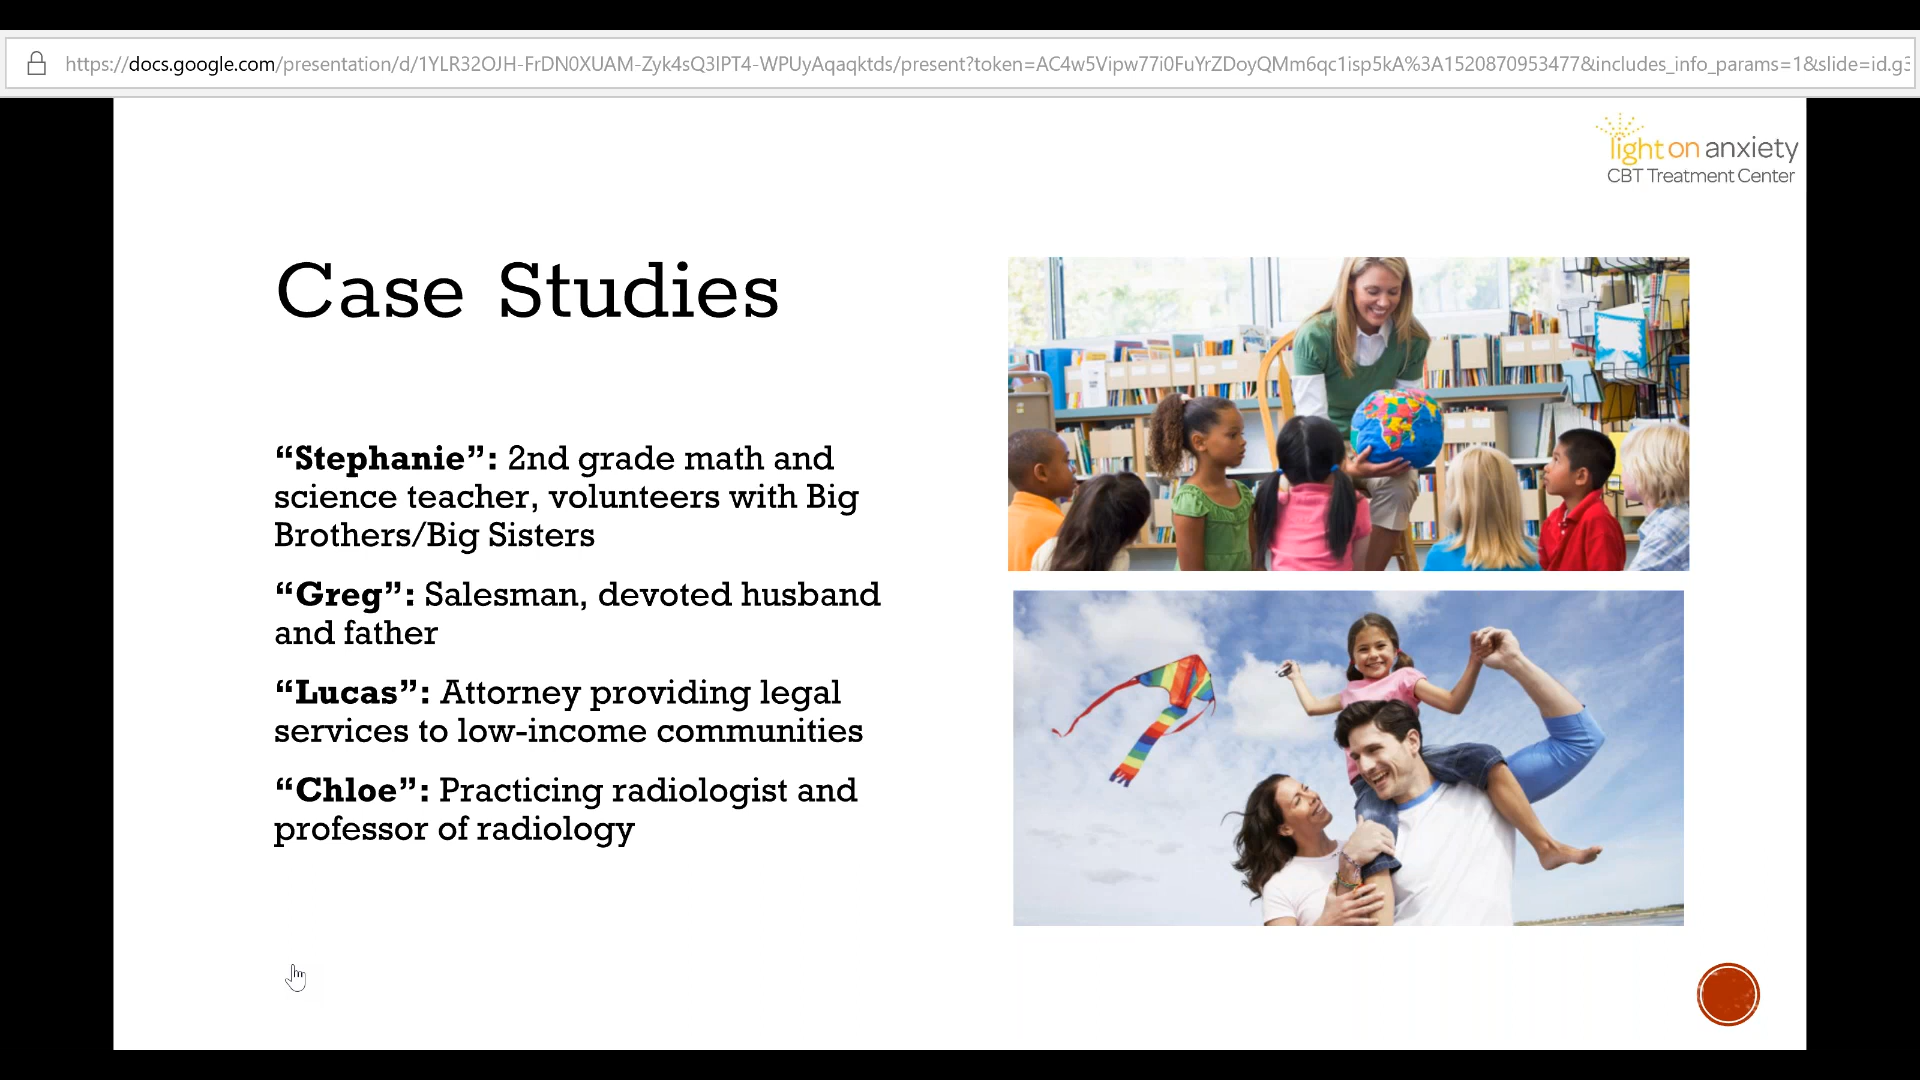 https://docs.google.com/presentation/d/1YLR32OJH-FrDN0XUAM-Zyk4sQ3lPT4-WPUyAqaqktds/present?token=AC4w5Vipw77i0FuYrZDoyQMm6qc1isp5kA%3A1520870953477&includes_info_params=1&slide=id.g3
light on anxiety
CBT Treatment Center
Case Studies
“Stephanie”: 2nd grade math and
science teacher, volunteers with Big
Brothers/Big Sisters
“Greg”: Salesman, devoted husband
and father
“Lucas”: Attorney providing legal
services to low-income communities
“Chloe”: Practicing radiologist and
professor of radiology